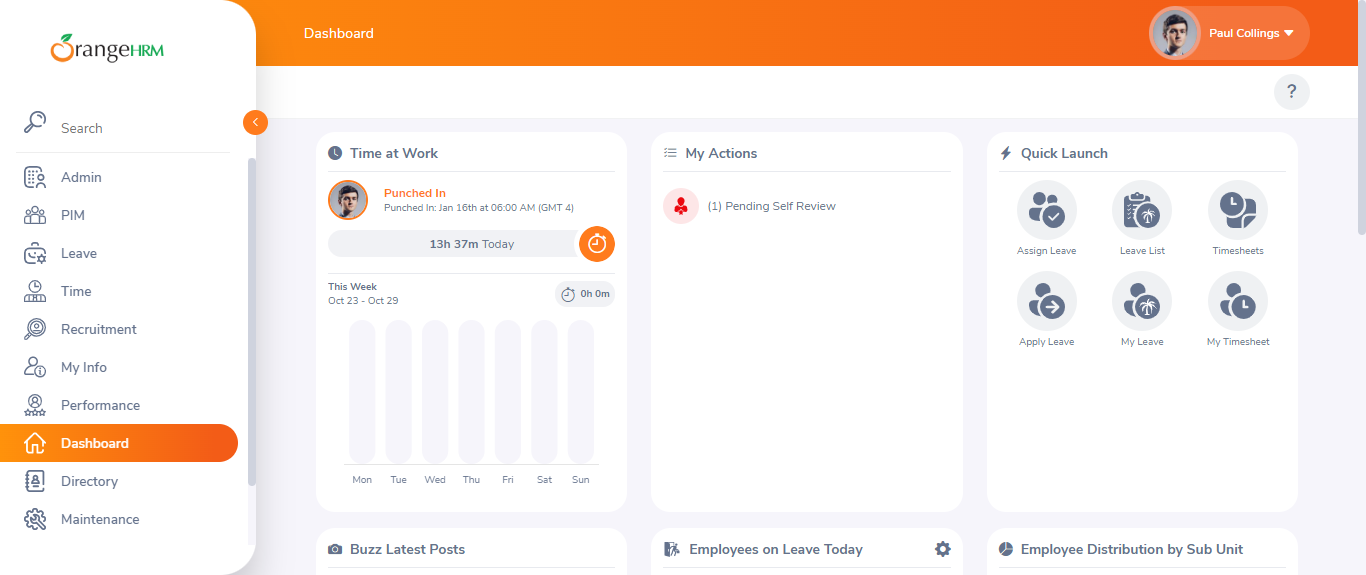 OrangeHRM
Dashboard
Paul Collings
?
Search
Admin
PIM
Leave
Time
Recruitment
My Info
Performance
Dashboard
Directory
Maintenance
Time at Work
Punched In
Punched In: Jan 16th at 06:00 AM (GMT 4)
13h 37m Today
This Week
Oct 23 - Oct 29
0h 0m
Mon Tue Wed Thu Fri Sat Sun
My Actions
(1) Pending Self Review
Quick Launch
Assign Leave Leave List Timesheets
Apply Leave My Leave My Timesheet
Buzz Latest Posts
Employees on Leave Today
Employee Distribution by Sub Unit